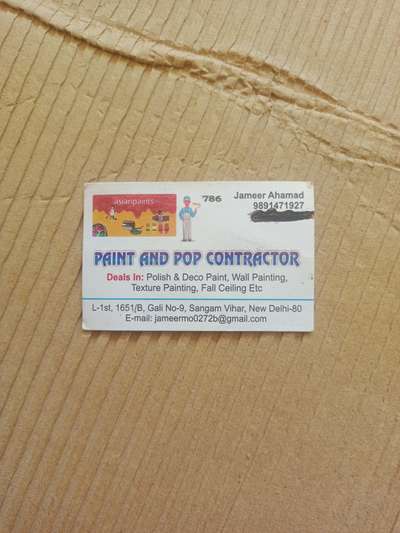 asianpaints
786
Jameer Ahamad
9891471927
PAINT AND POP CONTRACTOR
Deals In: Polish & Deco Paint, Wall Painting,
Texture Painting, Fall Ceiling Etc
L-1st, 1651/B, Gali No-9, Sangam Vihar, New Delhi-80
E-mail: jameermo0272b@gmail.com